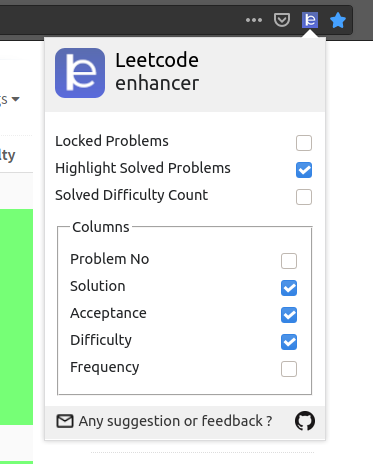 Leetcode
enhancer
Locked Problems
Highlight Solved Problems
Solved Difficulty Count
Columns
Problem No
Solution
Acceptance
Difficulty
Frequency
Any suggestion or feedback ?